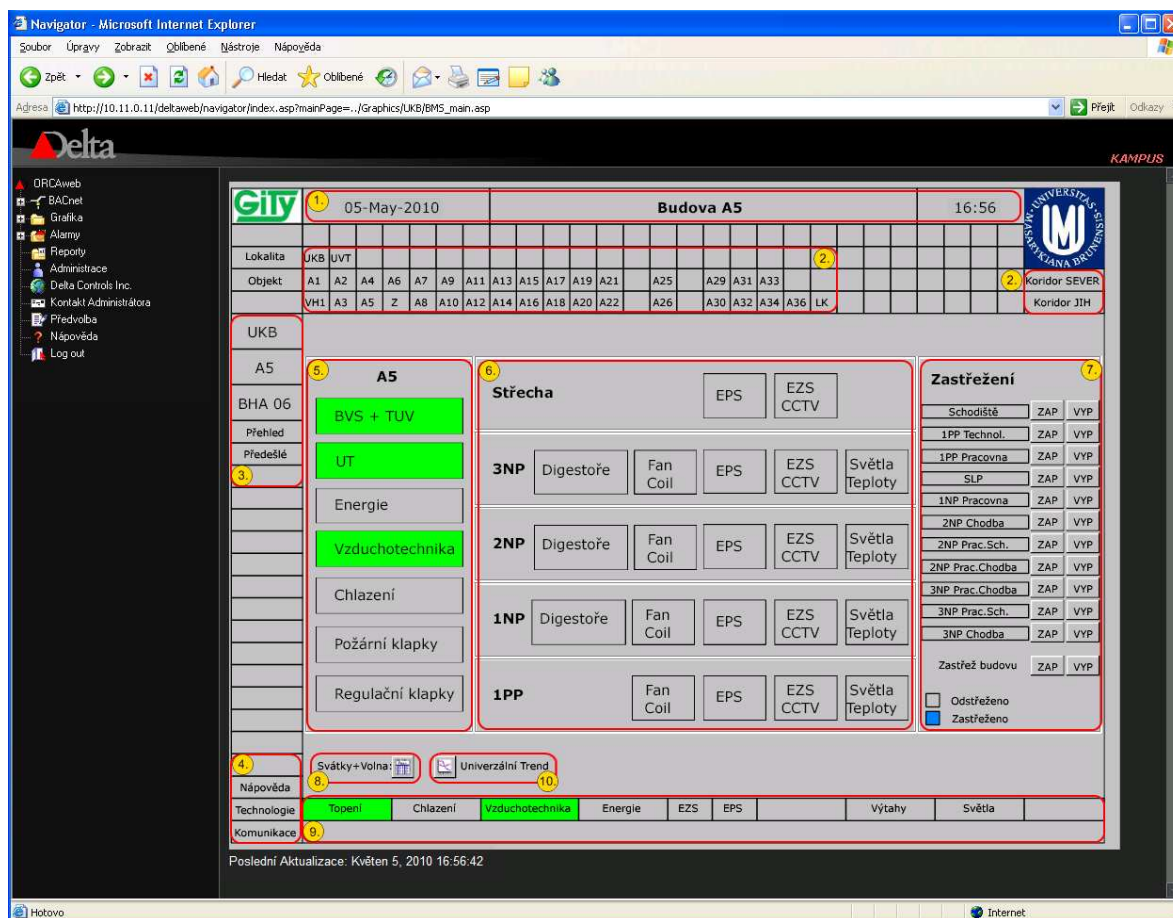 Navigator - Microsoft Internet Explorer
Soubor Úpravy Zobrazit Oblíbené Nástroje Nápověda
Zpět Hledat Oblíbené
Adresa http://10.11.0.11/deltaweb/navigator/index.asp?mainPage=../Graphics/UKB/BMS_main.asp Přejít Odkazy
Delta
KAMPUS
ORCAweb
BACnet
Grafika
Alarmy
Reporty
Administrace
Delta Controls Inc.
Kontakt Administrátora
Předvolba
Nápověda
Log out
GiTy 1. 05-May-2010 Budova A5 16:56
UNIVERSITAS MASARYKIANA BRUNENSIS
Lokalita UKB UVT 2.
Objekt A1 A2 A4 A6 A7 A9 A11 A13 A15 A17 A19 A21 A25 A29 A31 A33 2. Koridor SEVER
VH1 A3 A5 Z A8 A10 A12 A14 A16 A18 A20 A22 A26 A30 A32 A34 A36 LK Koridor JIH
UKB
A5
BHA 06
Přehled
Předešlé
3.
5. A5
BVS + TUV
UT
Energie
Vzduchotechnika
Chlazení
Požární klapky
Regulační klapky
6.
Střecha EPS EZS CCTV
3NP Digestoře Fan Coil EPS EZS CCTV Světla Teploty
2NP Digestoře Fan Coil EPS EZS CCTV Světla Teploty
1NP Digestoře Fan Coil EPS EZS CCTV Světla Teploty
1PP Fan Coil EPS EZS CCTV Světla Teploty
7.
Zastřežení
Schodiště ZAP VYP
1PP Technol. ZAP VYP
1PP Pracovna ZAP VYP
SLP ZAP VYP
1NP Pracovna ZAP VYP
2NP Chodba ZAP VYP
2NP Prac.Sch. ZAP VYP
2NP Prac.Chodba ZAP VYP
3NP Prac.Chodba ZAP VYP
3NP Prac.Sch. ZAP VYP
3NP Chodba ZAP VYP
Zastřež budovu ZAP VYP
Odstřeženo
Zastřeženo
4.
Nápověda
Technologie
Komunikace
Svátky+Volna:
8.
Univerzální Trend
10.
Topení Chlazení Vzduchotechnika Energie EZS EPS Výtahy Světla
9.
Poslední Aktualizace: Květen 5, 2010 16:56:42
Hotovo Internet